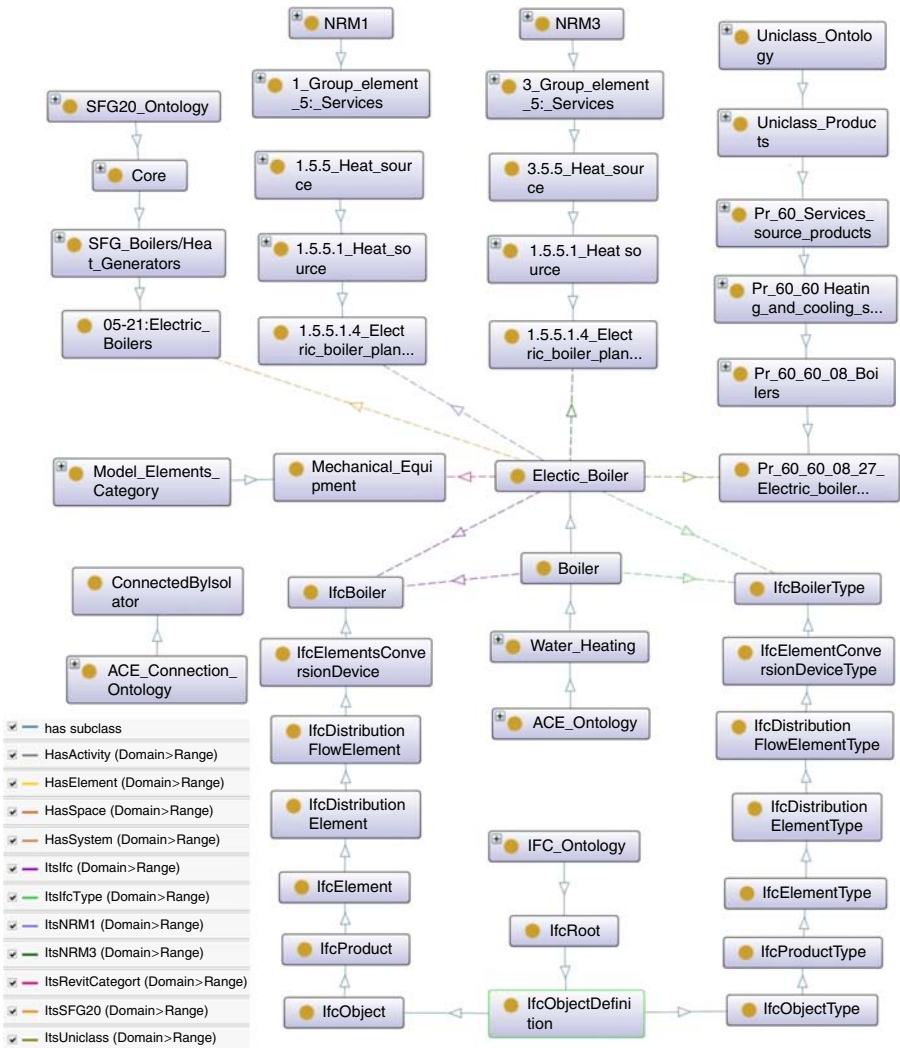 NRM1
1_Group_element
_5:_Services
1.5.5_Heat_sour
ce
1.5.5.1_Heat_so
urce
1.5.5.1.4_Elect
ric_boiler_plan...
NRM3
3_Group_element
_5:_Services
3.5.5_Heat_sour
ce
1.5.5.1_Heat so
urce
1.5.5.1.4_Elect
ric_boiler_plan...
Uniclass_Ontolo
gy
Uniclass_Produc
ts
Pr_60_Services_
source_products
Pr_60_60 Heatin
g_and_cooling_s...
Pr_60_60_08_Boi
lers
Pr_60_60_08_27_
Electric_boiler...
SFG20_Ontology
Core
SFG_Boilers/Hea
t_Generators
05-21:Electric_
Boilers
Model_Elements_
Category
Mechanical_Equi
pment
Electic_Boiler
Boiler
Water_Heating
ACE_Ontology
ConnectedByIsol
ator
ACE_Connection_
Ontology
IfcBoiler
IfcElementsConve
rsionDevice
IfcDistribution
FlowElement
IfcDistribution
Element
IfcElement
IfcProduct
IfcObject
IFC_Ontology
IfcRoot
IfcObjectDefini
tion
IfcBoilerType
IfcElementConve
rsionDeviceType
IfcDistribution
FlowElementType
IfcDistribution
ElementType
IfcElementType
IfcProductType
IfcObjectType
has subclass
HasActivity (Domain>Range)
HasElement (Domain>Range)
HasSpace (Domain>Range)
HasSystem (Domain>Range)
ItsIfc (Domain>Range)
ItsIfcType (Domain>Range)
ItsNRM1 (Domain>Range)
ItsNRM3 (Domain>Range)
ItsRevitCategort (Domain>Range)
ItsSFG20 (Domain>Range)
ItsUniclass (Domain>Range)